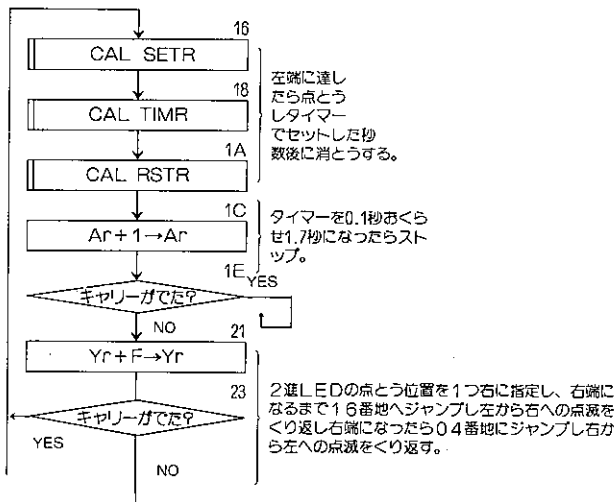 16
CAL SETR
18
CAL TIMR
1A
CAL RSTR
左端に達し
たら点とう
しタイマー
でセットした秒
数後に消とうする。
1C
Ar+1→Ar
タイマーを0.1秒おくら
せ1.7秒になったらスト
ップ。
1E
YES
キャリーがでた?
NO
21
Yr+F→Yr
23
キャリーがでた?
YES
NO
2進LEDの点とう位置を1つ右に指定し、右端に
なるまで16番地へジャンプし左から右への点滅を
くり返し右端になったら04番地にジャンプし右か
ら左への点滅をくり返す。